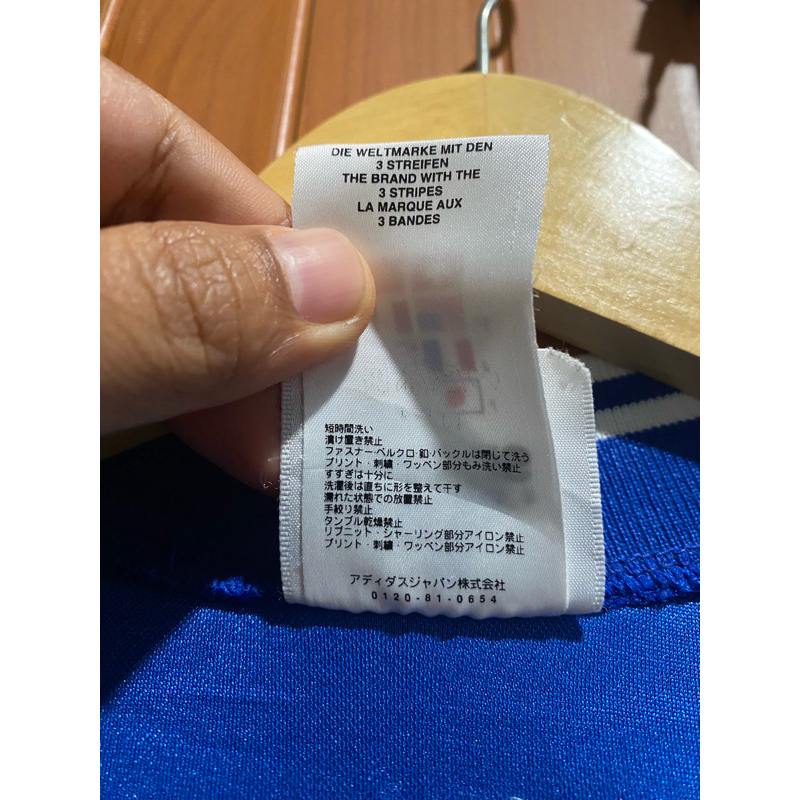 DIE WELTMARKE MIT DEN
3 STREIFEN
THE BRAND WITH THE
3 STRIPES
LA MARQUE AUX
3 BANDES
短時間洗い
漬け置き禁止
ファスナー・ベルクロ・釦・バックルは閉じて洗う
プリント・刺繍・ワッペン部分もみ洗い禁止
すすぎは十分に
洗濯後は直ちに形を整えて干す
濡れた状態での放置禁止
手絞り禁止
タンブル乾燥禁止
リブニット・シャーリング部分アイロン禁止
プリント・刺繍・ワッペン部分アイロン禁止
アディダスジャパン株式会社
0120-81-0654